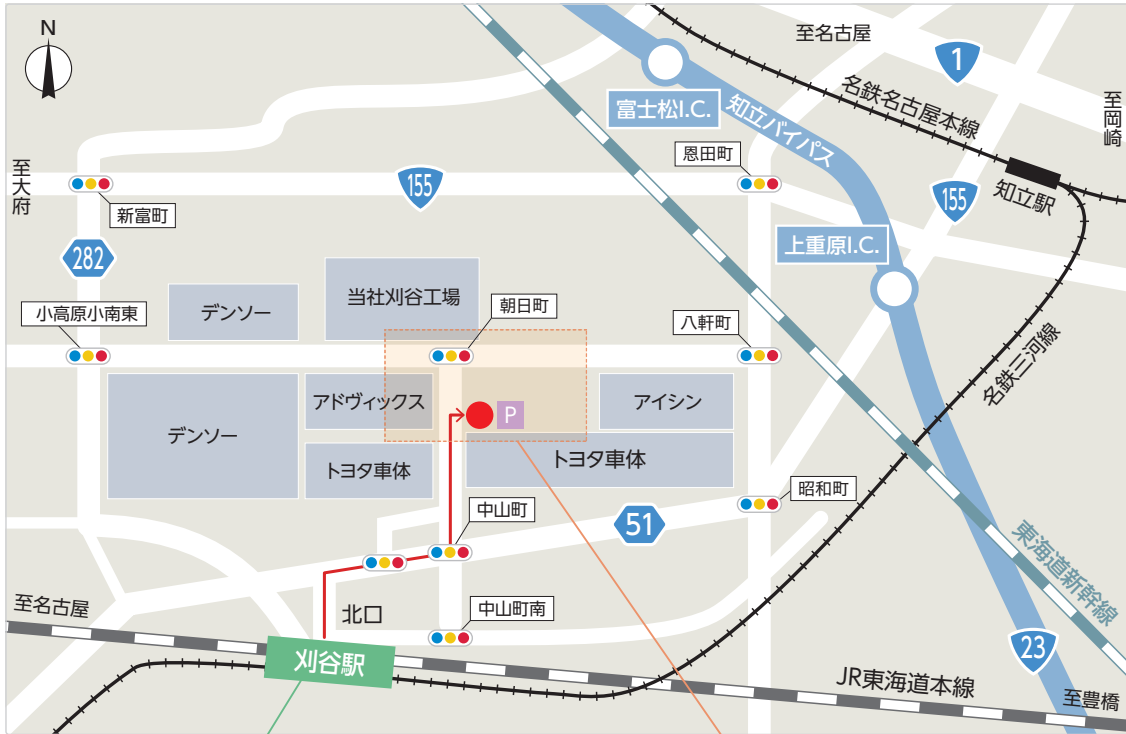 N
至名古屋
1
富士松I.C.
知立バイパス
名鉄名古屋本線
至岡崎
至大府
新富町
155
恩田町
155
知立駅
282
上重原I.C.
デンソー
当社刈谷工場
小高原小南東
朝日町
八軒町
名鉄三河線
アドヴィックス
P
アイシン
デンソー
トヨタ車体
トヨタ車体
昭和町
中山町
51
東海道新幹線
至名古屋
北口
中山町南
刈谷駅
23
JR東海道本線
至豊橋